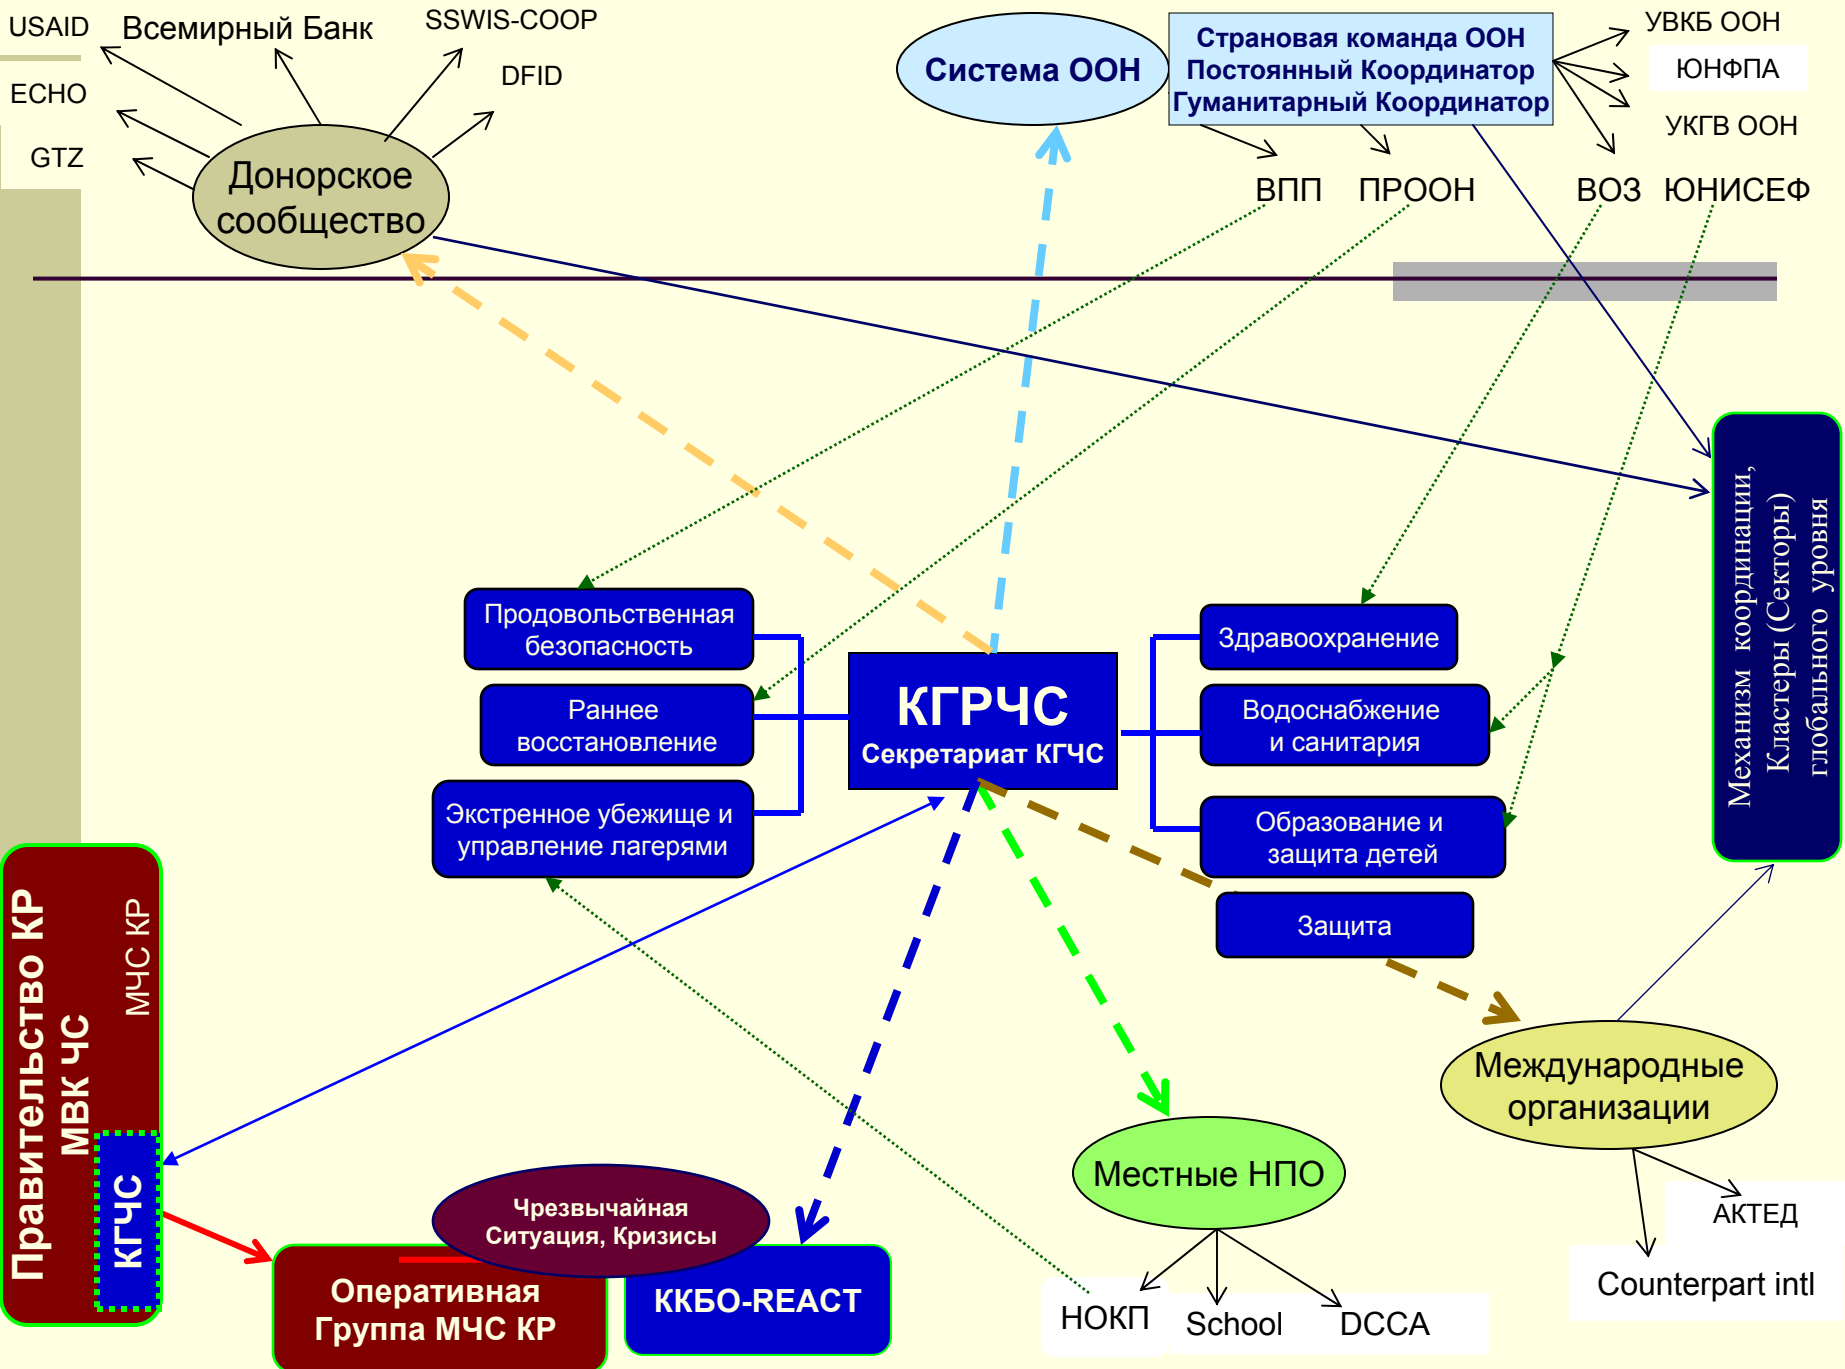 USAID
Всемирный Банк
SSWIS-COOP
ECHO
DFID
GTZ
Донорское
сообщество
Система ООН
Страновая команда ООН
Постоянный Координатор
Гуманитарный Координатор
УВКБ ООН
ЮНФПА
УКГВ ООН
ВПП
ПРООН
ВОЗ
ЮНИСЕФ
Продовольственная
безопасность
Раннее
восстановление
Экстренное убежище и
управление лагерями
КГРЧС
Секретариат КГЧС
Здравоохранение
Водоснабжение
и санитария
Образование и
защита детей
Защита
Механизм координации,
Кластеры (Секторы)
глобального уровня
Правительство КР
МВК ЧС
МЧС КР
КГЧС
Чрезвычайная
Ситуация, Кризисы
Оперативная
Группа МЧС КР
ККБО-REACT
Местные НПО
НОКП
School
DCCA
Международные
организации
АКТЕД
Counterpart intl